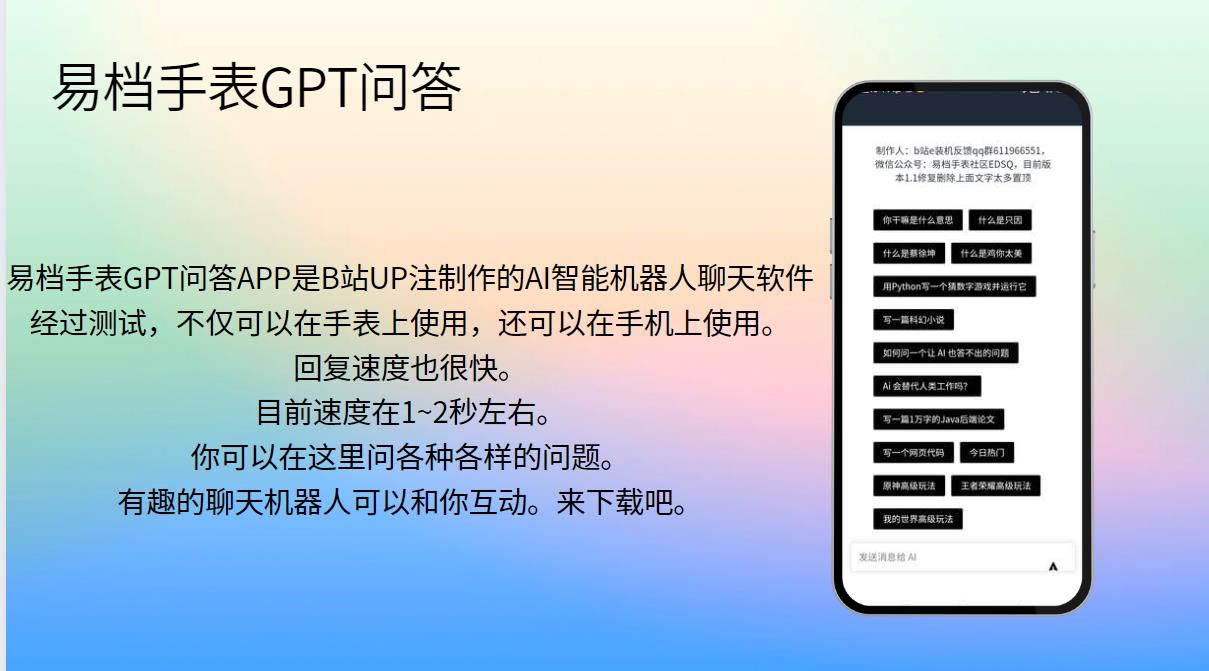 易档手表GPT问答
易档手表GPT问答APP是B站UP注制作的AI智能机器人聊天软件
经过测试，不仅可以在手表上使用，还可以在手机上使用。
回复速度也很快。
目前速度在1~2秒左右。
你可以在这里问各种各样的问题。
有趣的聊天机器人可以和你互动。来下载吧。
制作人：b站e装机反馈qq群611966551，
微信公众号：易档手表社区EDSQ，目前版
本1.1修复删除上面文字太多置顶
你干嘛是什么意思 什么是只因
什么是蔡徐坤 什么是鸡你太美
用Python写一个猜数字游戏并运行它
写一篇科幻小说
如何问一个让 AI 也答不出的问题
Ai 会替代人类工作吗？
写一篇1万字的Java后端论文
写一个网页代码 今日热门
原神高级玩法 王者荣耀高级玩法
我的世界高级玩法
发送消息给 AI